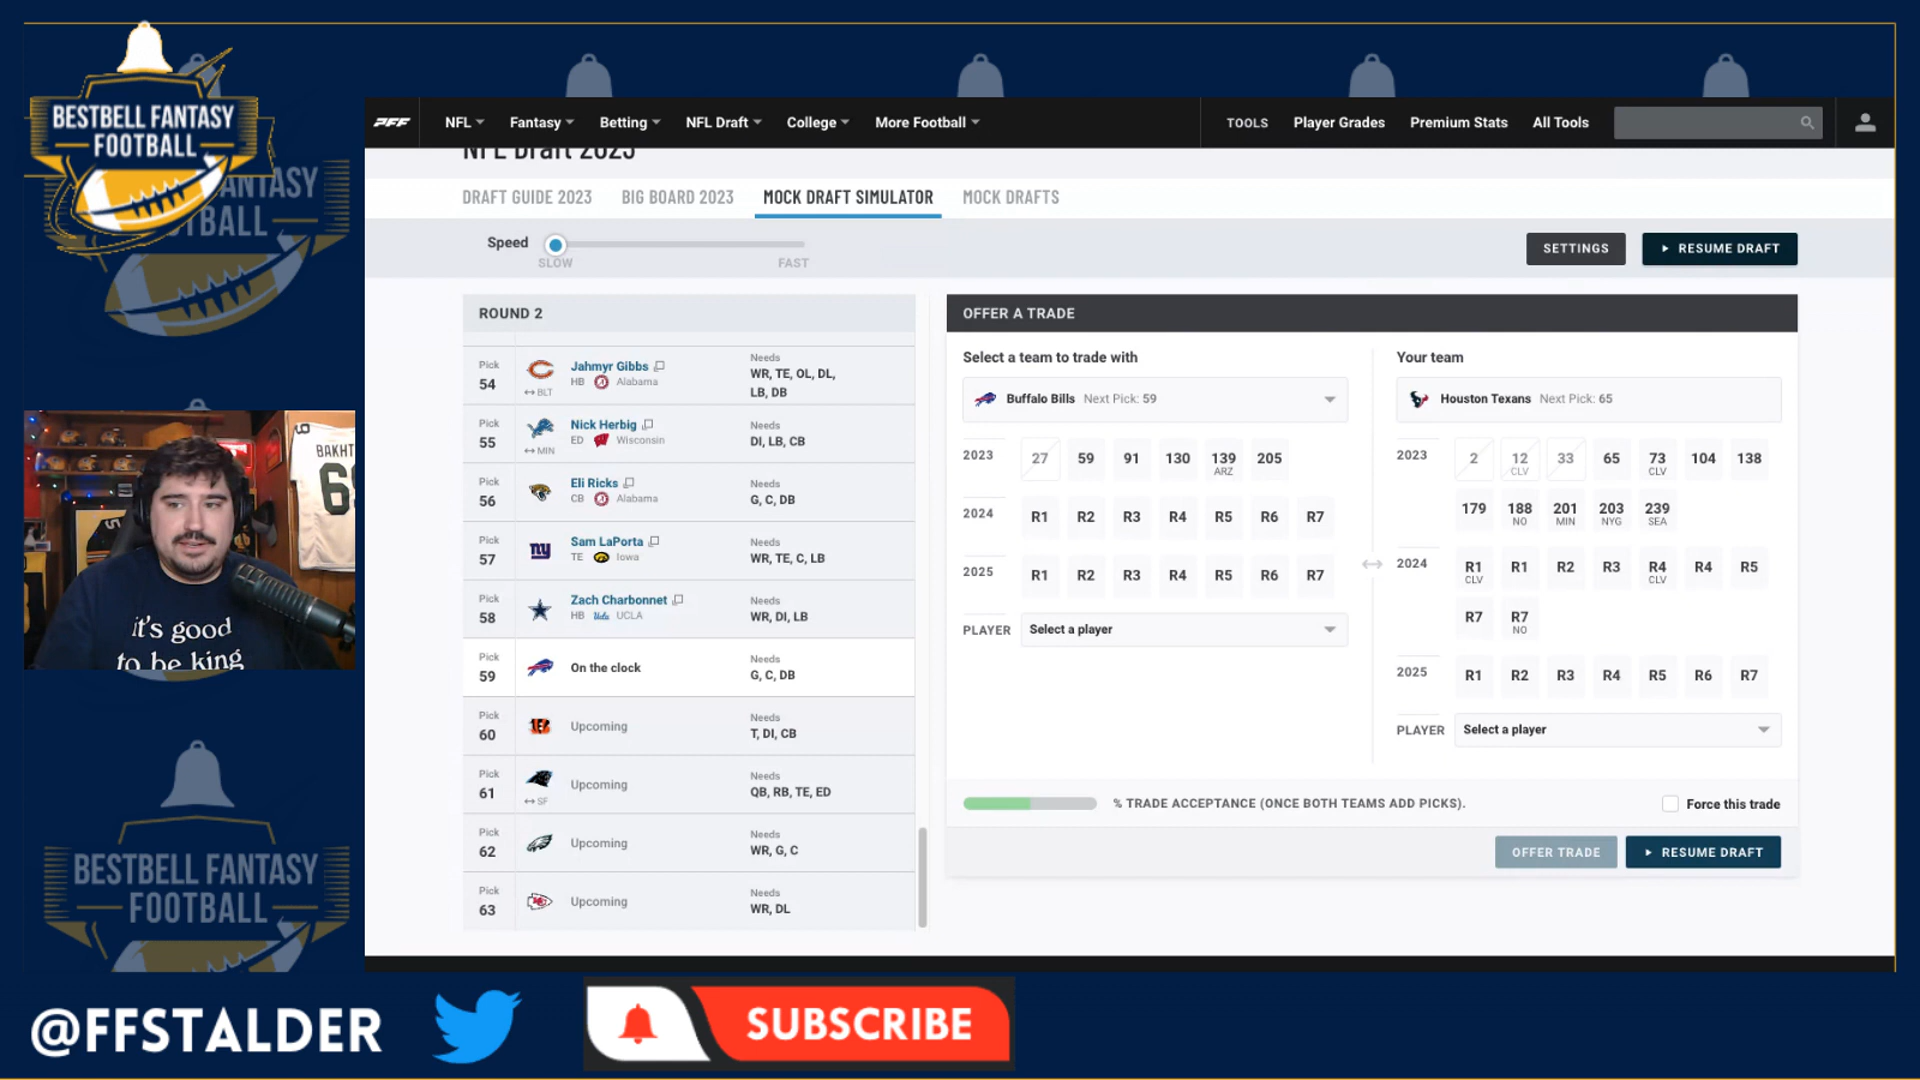 BESTBELL FANTASY
FOOTBALL
PFF
NFL
Fantasy
Betting
NFL Draft
College
More Football
TOOLS
Player Grades
Premium Stats
All Tools
NFL Draft 2023
DRAFT GUIDE 2023
BIG BOARD 2023
MOCK DRAFT SIMULATOR
MOCK DRAFTS
Speed
SLOW
FAST
SETTINGS
RESUME DRAFT
ROUND 2
Pick 54
BLT
Jahmyr Gibbs
HB Alabama
Needs
WR, TE, OL, DL,
LB, DB
Pick 55
MIN
Nick Herbig
ED Wisconsin
Needs
DI, LB, CB
Pick 56
Eli Ricks
CB Alabama
Needs
G, C, DB
Pick 57
ny
Sam LaPorta
TE Iowa
Needs
WR, TE, C, LB
Pick 58
Zach Charbonnet
HB Ucla UCLA
Needs
WR, DI, LB
Pick 59
On the clock
Needs
G, C, DB
Pick 60
Upcoming
Needs
T, DI, CB
Pick 61
SF
Upcoming
Needs
QB, RB, TE, ED
Pick 62
Upcoming
Needs
WR, G, C
Pick 63
KC
Upcoming
Needs
WR, DL
OFFER A TRADE
Select a team to trade with
Buffalo Bills Next Pick: 59
2023 27 59 91 130 139 205
ARZ
2024 R1 R2 R3 R4 R5 R6 R7
2025 R1 R2 R3 R4 R5 R6 R7
PLAYER Select a player
Your team
Houston Texans Next Pick: 65
2023 2 12 33 65 73 104 138
CLV CLV
179 188 201 203 239
NO MIN NYG SEA
2024 R1 R1 R2 R3 R4 R4 R5
CLV CLV
R7 R7
NO
2025 R1 R2 R3 R4 R5 R6 R7
PLAYER Select a player
% TRADE ACCEPTANCE (ONCE BOTH TEAMS ADD PICKS).
Force this trade
OFFER TRADE
RESUME DRAFT
BAKHT
69
it's good
to be king
BESTBELL FANTASY
FOOTBALL
@FFSTALDER
SUBSCRIBE